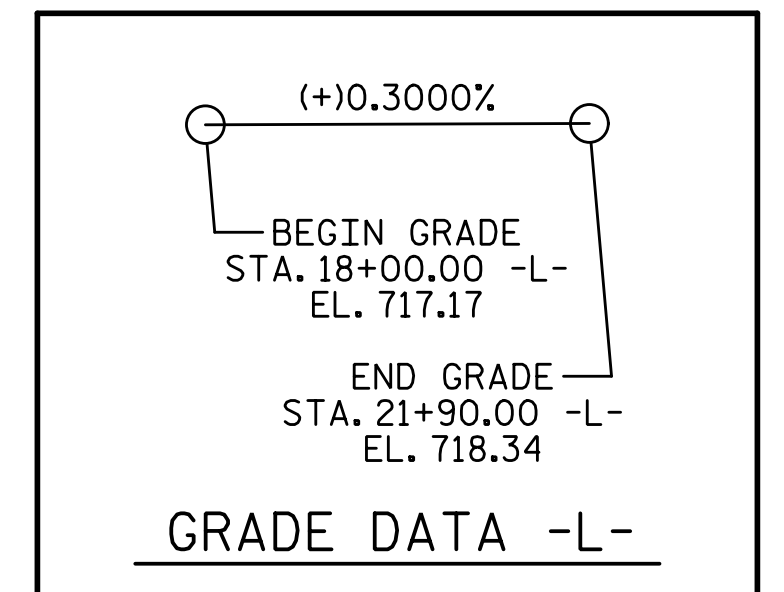 (+)0.3000%
BEGIN GRADE
STA. 18+00.00 -L-
EL. 717.17
END GRADE
STA. 21+90.00 -L-
EL. 718.34
GRADE DATA -L-